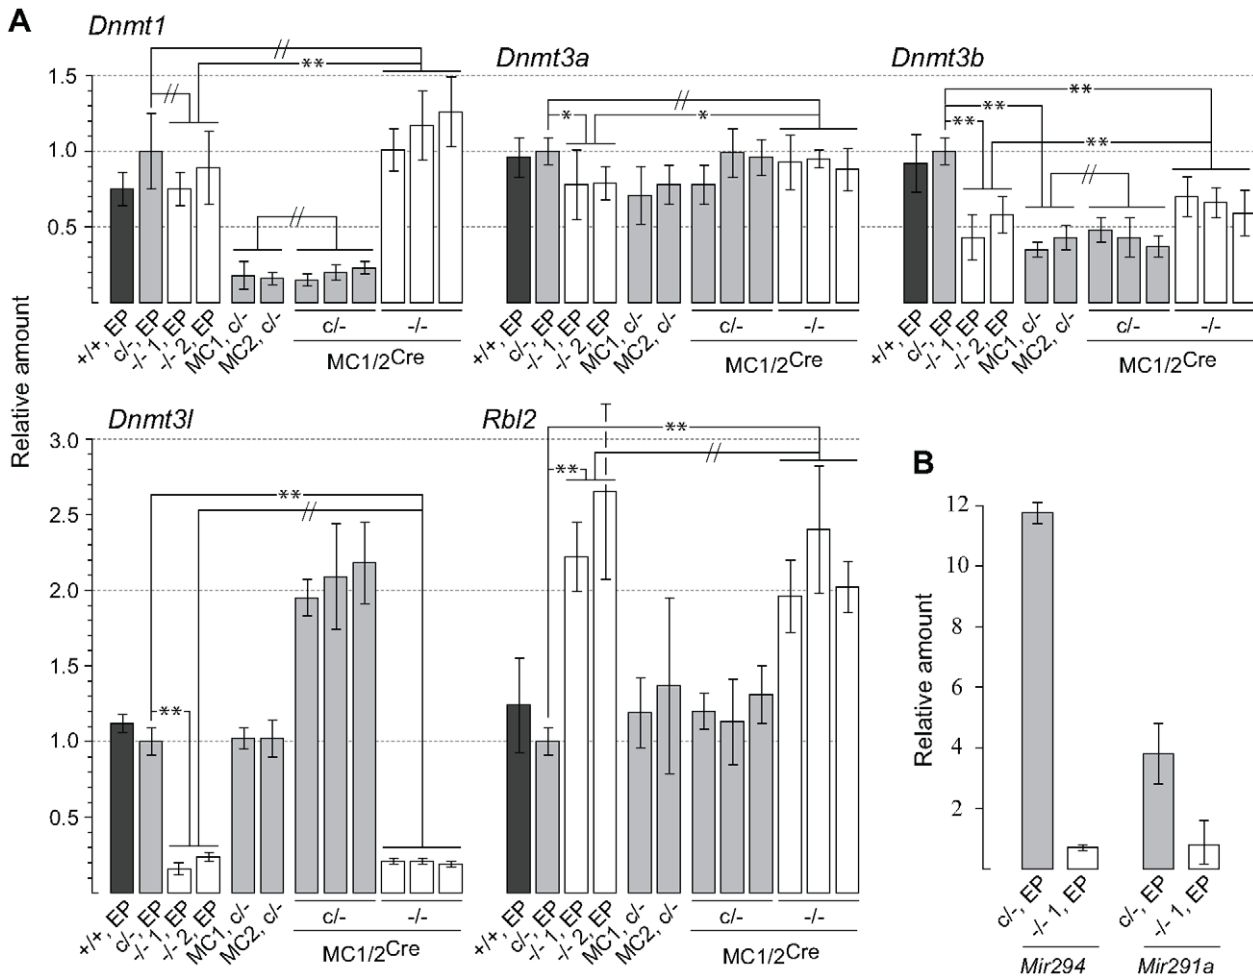 A
Dnmt1
Dnmt3a
Dnmt3b
Relative amount
1.5
1.0
0.5
//
**
//
//
//
*
*
**
**
**
**
//
+/+, EP
c/-, EP
-/- 1, EP
-/- 2, EP
MC1, c/-
MC2, c/-
c/-
-/-
MC1/2Cre
+/+, EP
c/-, EP
-/- 1, EP
-/- 2, EP
MC1, c/-
MC2, c/-
c/-
-/-
MC1/2Cre
+/+, EP
c/-, EP
-/- 1, EP
-/- 2, EP
MC1, c/-
MC2, c/-
c/-
-/-
MC1/2Cre
Dnmt3l
Rbl2
3.0
2.5
2.0
1.5
1.0
0.5
**
//
**
**
//
**
+/+, EP
c/-, EP
-/- 1, EP
-/- 2, EP
MC1, c/-
MC2, c/-
c/-
-/-
MC1/2Cre
+/+, EP
c/-, EP
-/- 1, EP
-/- 2, EP
MC1, c/-
MC2, c/-
c/-
-/-
MC1/2Cre
B
Relative amount
12
10
8
6
4
2
c/-, EP
-/- 1, EP
c/-, EP
-/- 1, EP
Mir294
Mir291a